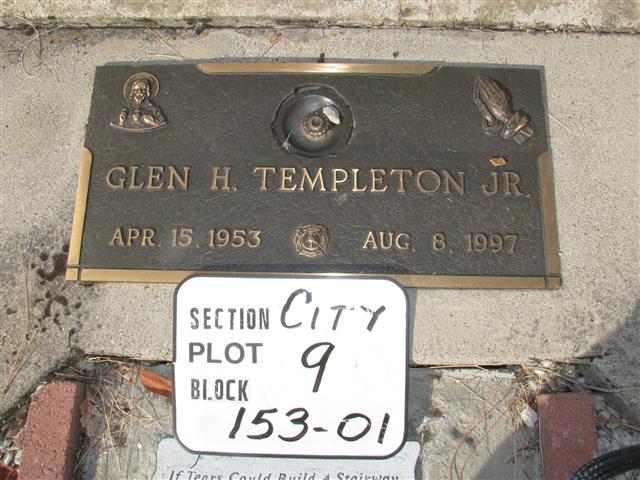 GLEN H. TEMPLETON JR.
APR. 15, 1953 AUG. 8, 1997
SECTION CITY
PLOT 9
BLOCK
153-01
If Tears Could Build A Stairway